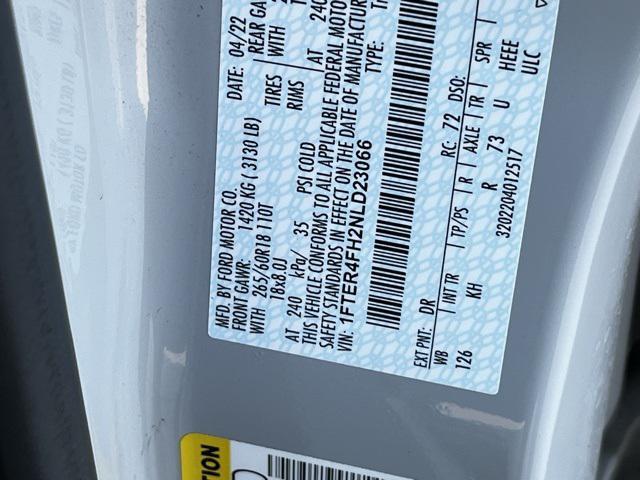 MFD. BY FORD MOTOR CO.
DATE: 04/22
FRONT GAWR: 1420 KG ( 3130 LB)
REAR GA
WITH
265/60R18 110T
TIRES
WITH
18x8.0J
RIMS
AT 240 kPa/ 35 PSI COLD
AT 240
THIS VEHICLE CONFORMS TO ALL APPLICABLE FEDERAL MOTOR
SAFETY STANDARDS IN EFFECT ON THE DATE OF MANUFACTUR
VIN: 1FTER4FH2NLD23066
TYPE:
EXT PNT: DR
RC: 72
DSO:
WB
INT TR
TP/PS
R
AXLE
TR
SPR
126
KH
R
73
U
HEEE
ULC
3202204012517
TION